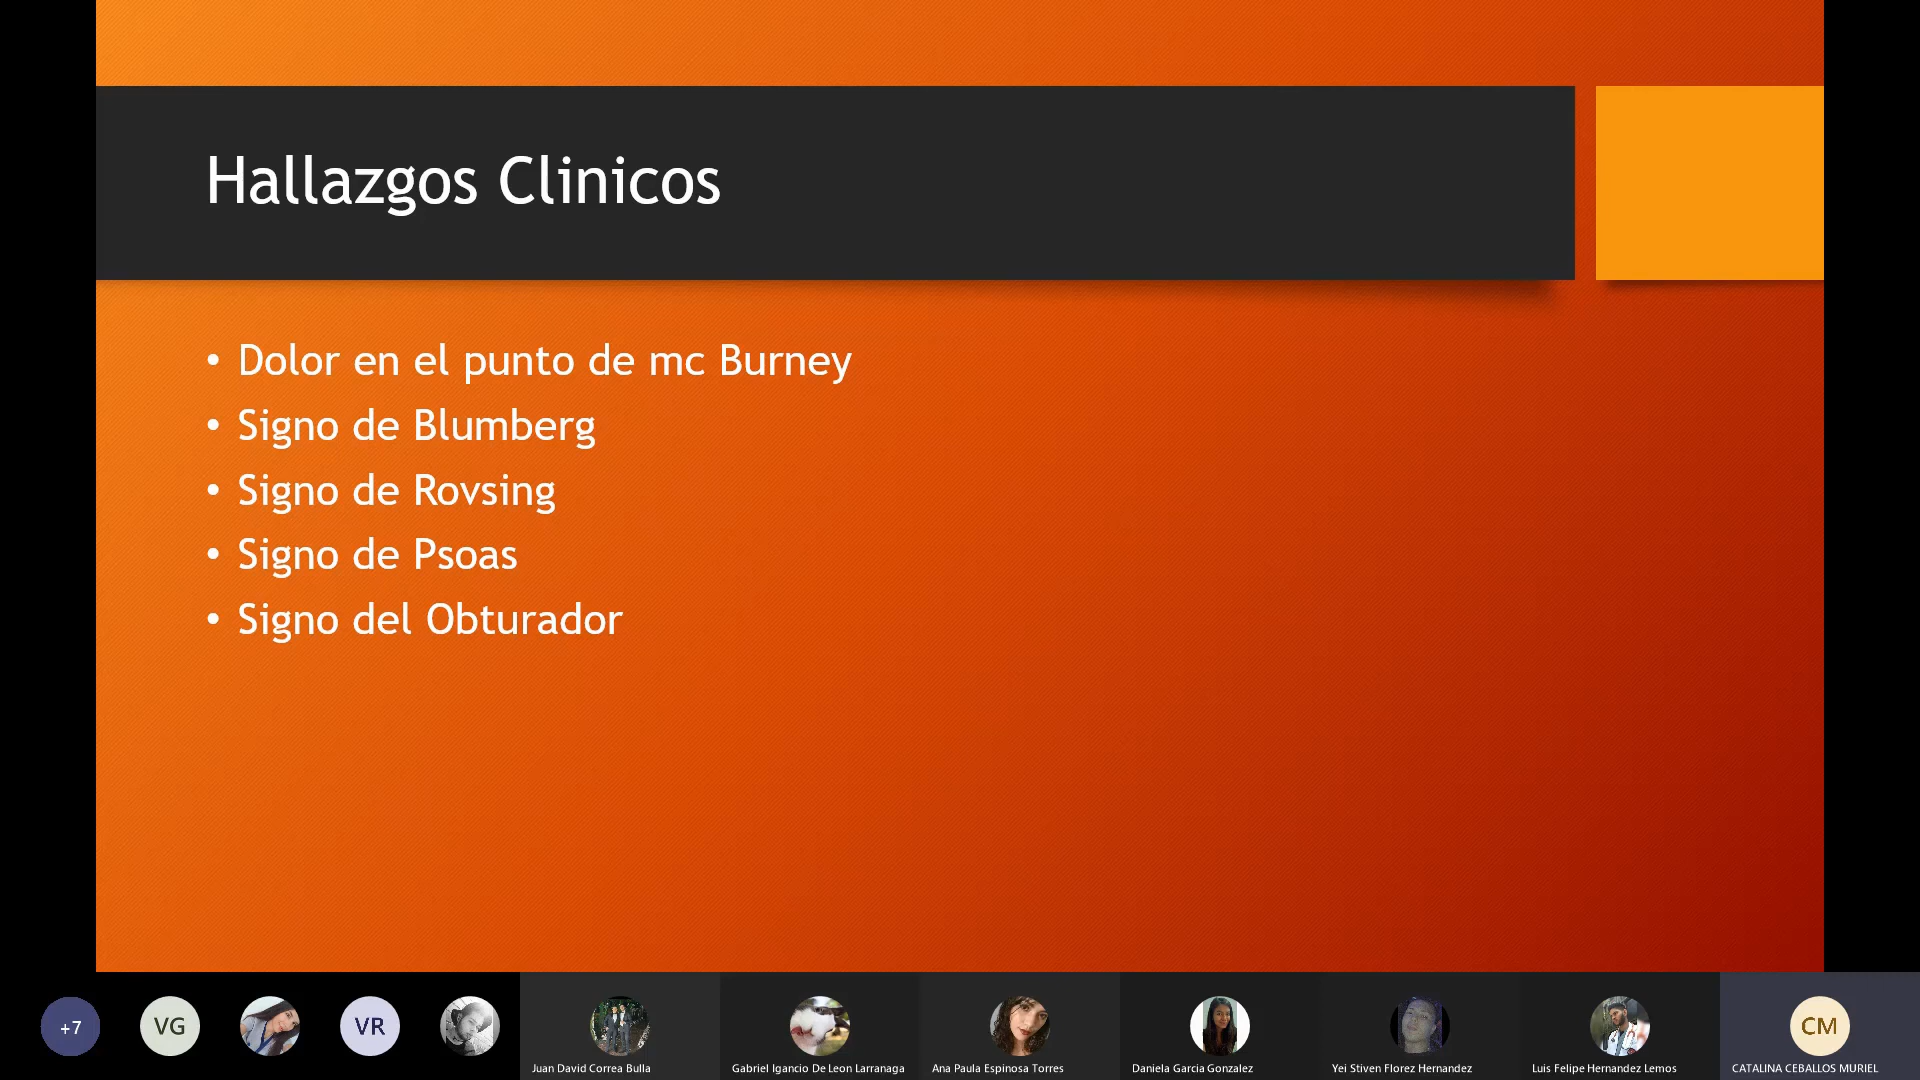 Hallazgos Clinicos
• Dolor en el punto de mc Burney
• Signo de Blumberg
• Signo de Rovsing
• Signo de Psoas
• Signo del Obturador
+7
VG
VR
CM
Juan David Correa Bulla
Gabriel Igancio De Leon Larranaga
Ana Paula Espinosa Torres
Daniela Garcia Gonzalez
Yei Stiven Florez Hernandez
Luis Felipe Hernandez Lemos
CATALINA CEBALLOS MURIEL